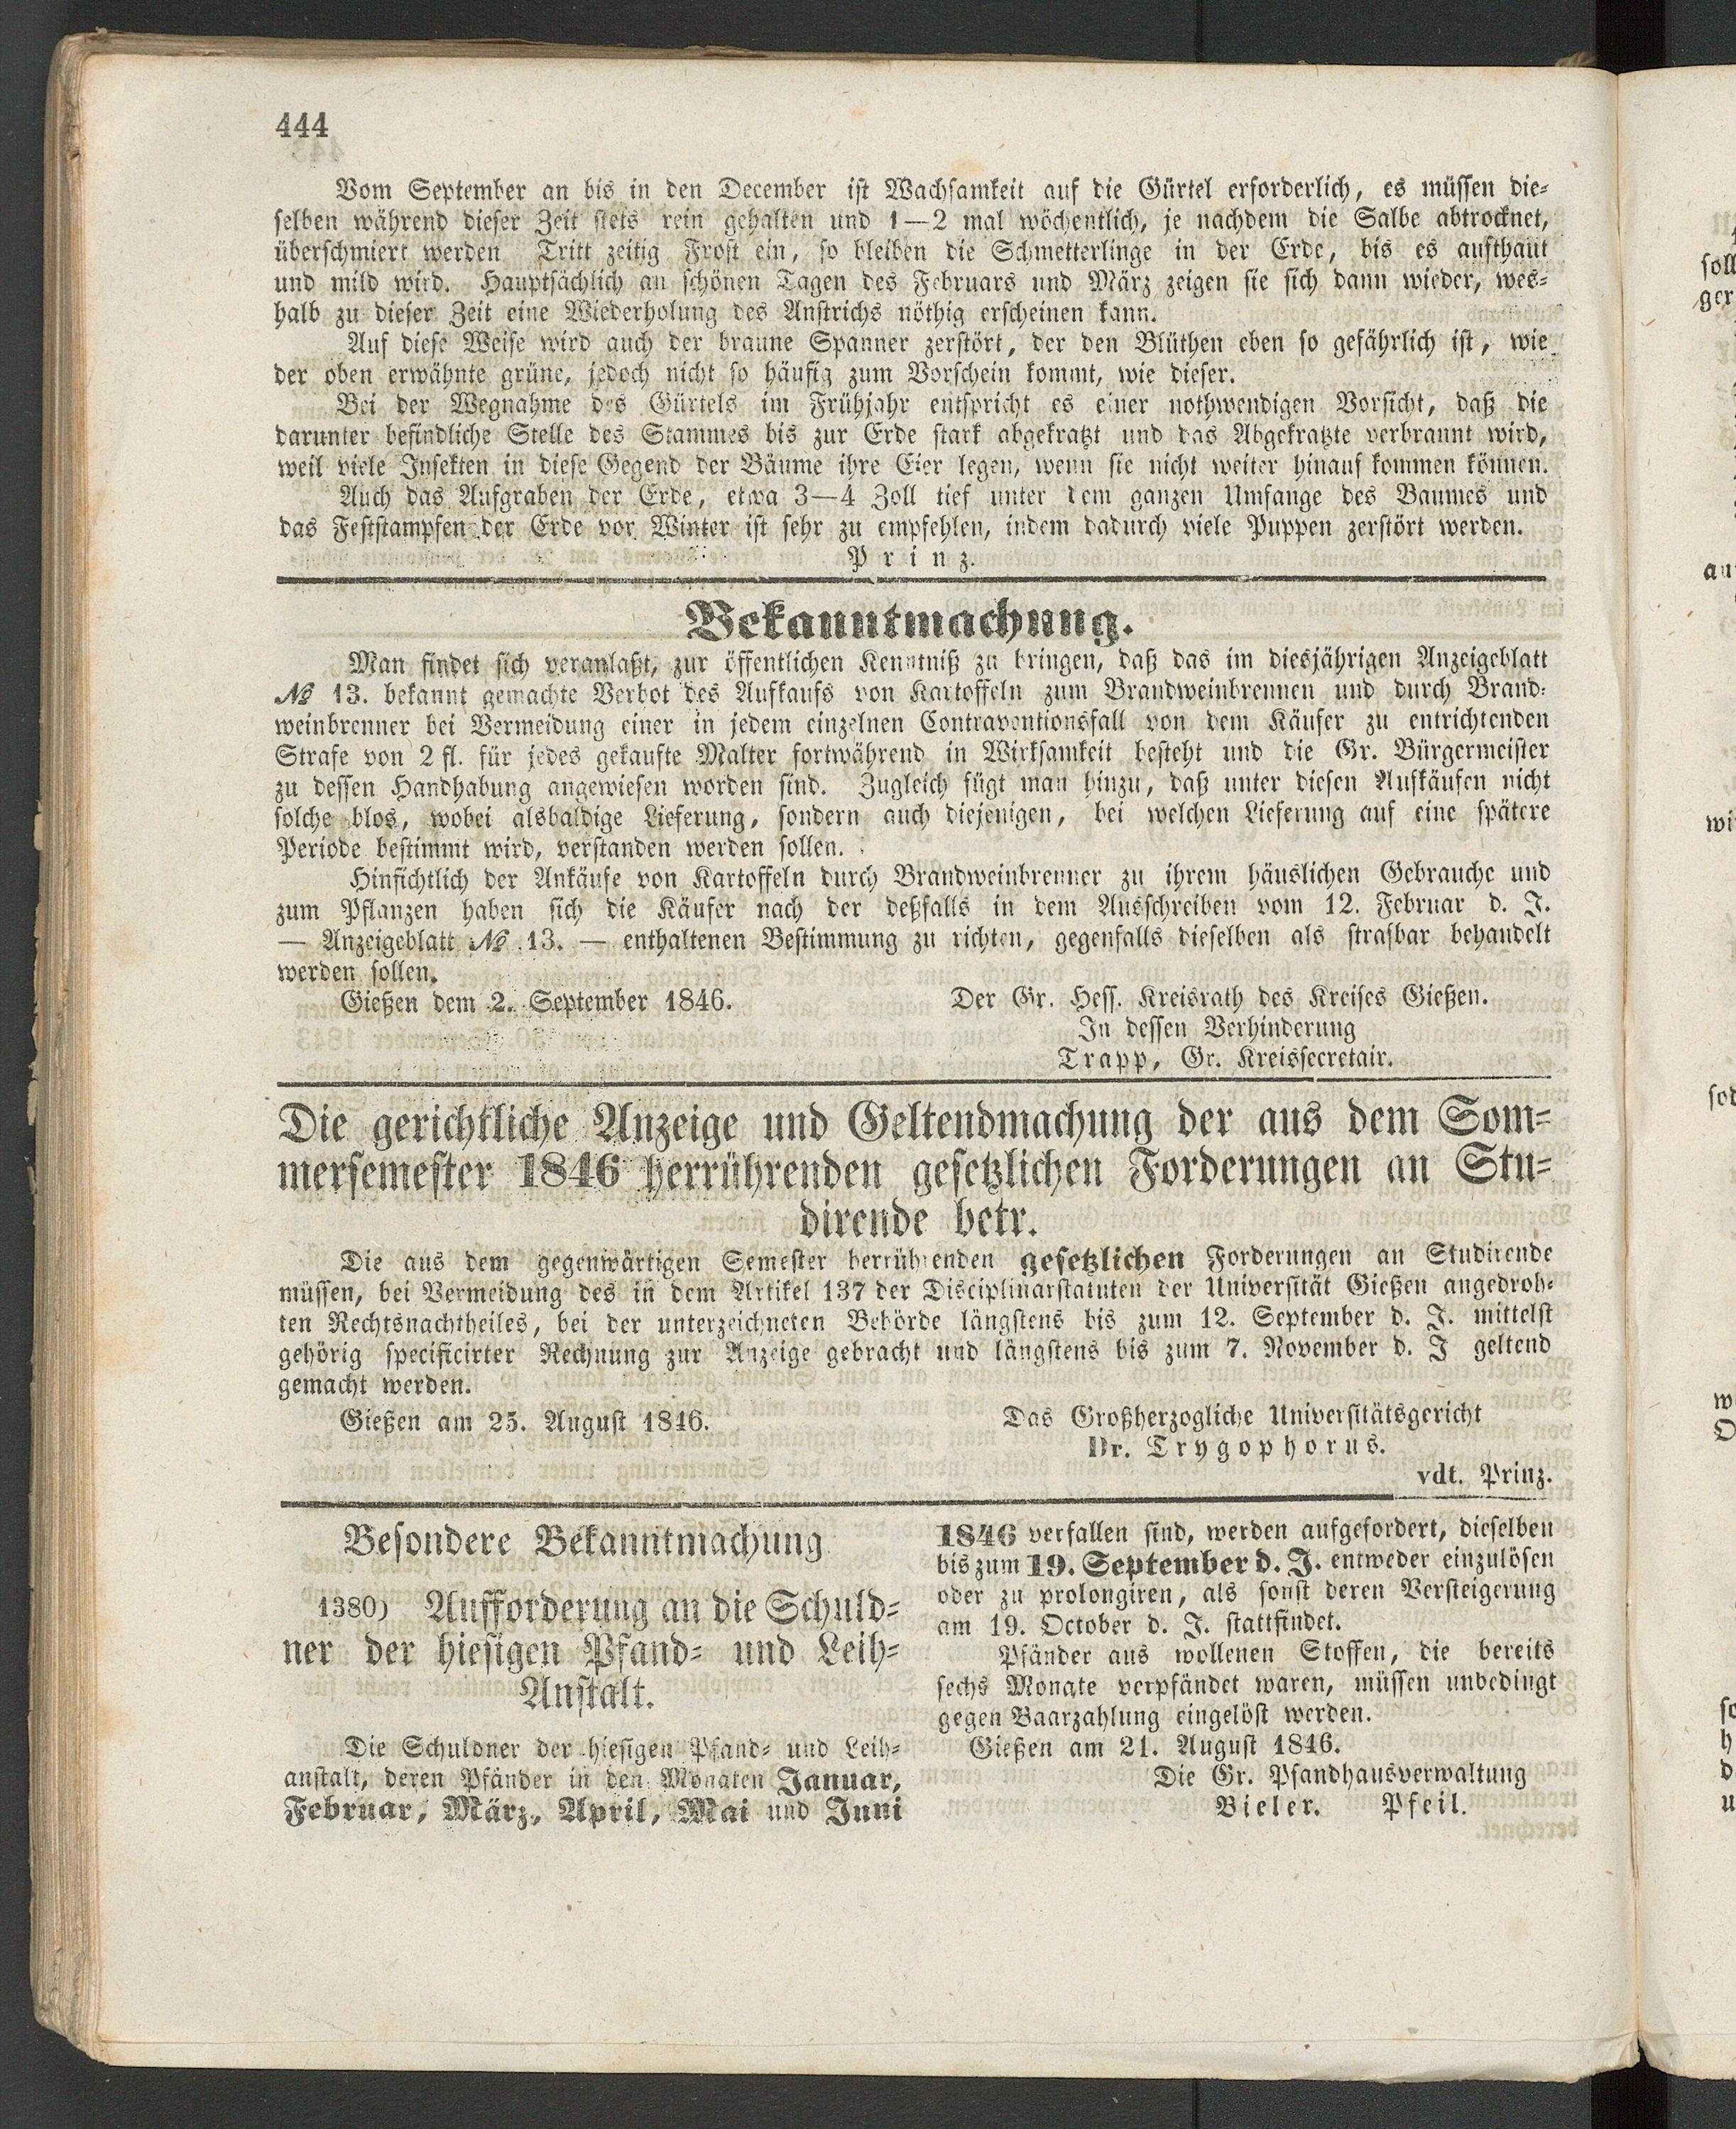 444
Vom September an bis in den December ist Wachsamkeit auf die Gürtel erforderlich, es müssen die-
selben während dieser Zeit stets rein gehalten und 1—2 mal wöchentlich, je nachdem die Salbe abtrocknet,
überschmiert werden Tritt zeitig Frost ein, so bleiben die Schmetterlinge in der Erde, bis es aufthaut
und mild wird. Hauptsächlich an schönen Tagen des Februars und März zeigen sie sich dann wieder, wes-
halb zu dieser Zeit eine Wiederholung des Anstrichs nöthig erscheinen kann.
Auf diese Weise wird auch der braune Spanner zerstört, der den Blüthen eben so gefährlich ist, wie
der oben erwähnte grüne, jedoch nicht so häufig zum Vorschein kommt, wie dieser.
Bei der Wegnahme des Gürtels im Frühjahr entspricht es einer nothwendigen Vorsicht, daß die
darunter befindliche Stelle des Stammes bis zur Erde stark abgekratzt und das Abgekratzte verbrannt wird,
weil viele Insekten in diese Gegend der Bäume ihre Eier legen, wenn sie nicht weiter hinauf kommen können.
Auch das Aufgraben der Erde, etwa 3—4 Zoll tief unter dem ganzen Umfange des Baumes und
das Feststampfen der Erde vor Winter ist sehr zu empfehlen, indem dadurch viele Puppen zerstört werden.
Prinz.
Bekanntmachung.
Man findet sich veranlaßt, zur öffentlichen Kenntniß zu bringen, daß das im diesjährigen Anzeigeblatt
№ 13. bekannt gemachte Verbot des Aufkaufs von Kartoffeln zum Brandweinbrennen und durch Brand-
weinbrenner bei Vermeidung einer in jedem einzelnen Contraventionsfall von dem Käufer zu entrichtenden
Strafe von 2 fl. für jedes gekaufte Malter fortwährend in Wirksamkeit besteht und die Gr. Bürgermeister
zu dessen Handhabung angewiesen worden sind. Zugleich fügt man hinzu, daß unter diesen Aufkäufen nicht
solche blos, wobei alsbaldige Lieferung, sondern auch diejenigen, bei welchen Lieferung auf eine spätere
Periode bestimmt wird, verstanden werden sollen.
Hinsichtlich der Ankäufe von Kartoffeln durch Brandweinbrenner zu ihrem häuslichen Gebrauche und
zum Pflanzen haben sich die Käufer nach der deßfalls in dem Ausschreiben vom 12. Februar d. J.
— Anzeigeblatt № 13. — enthaltenen Bestimmung zu richten, gegenfalls dieselben als strafbar behandelt
werden sollen.
Gießen dem 2. September 1846. Der Gr. Hess. Kreisrath des Kreises Gießen.
In dessen Verhinderung
Trapp, Gr. Kreissecretair.
Die gerichtliche Anzeige und Geltendmachung der aus dem Som-
mersemester 1846 herrührenden gesetzlichen Forderungen an Stu-
dirende betr.
Die aus dem gegenwärtigen Semester herrührenden gesetzlichen Forderungen an Studirende
müssen, bei Vermeidung des in dem Artikel 137 der Disciplinarstatuten der Universität Gießen angedroh-
ten Rechtsnachtheiles, bei der unterzeichneten Behörde längstens bis zum 12. September d. J. mittelst
gehörig specificirter Rechnung zur Anzeige gebracht und längstens bis zum 7. November d. J geltend
gemacht werden.
Gießen am 25. August 1846. Das Großherzogliche Universitätsgericht
Dr. Trygophorus.
vdt. Prinz.
Besondere Bekanntmachung
1380) Aufforderung an die Schuld-
ner der hiesigen Pfand- und Leih-
Anstalt.
Die Schuldner der hiesigen Pfand- und Leih-
anstalt, deren Pfänder in den Monaten Januar,
Februar, März, April, Mai und Juni
1846 verfallen sind, werden aufgefordert, dieselben
bis zum 19. September d. J. entweder einzulösen
oder zu prolongiren, als sonst deren Versteigerung
am 19. October d. J. stattfindet.
Pfänder aus wollenen Stoffen, die bereits
sechs Monate verpfändet waren, müssen unbedingt
gegen Baarzahlung eingelöst werden.
Gießen am 21. August 1846.
Die Gr. Pfandhausverwaltung
Bieler. Pfeil.